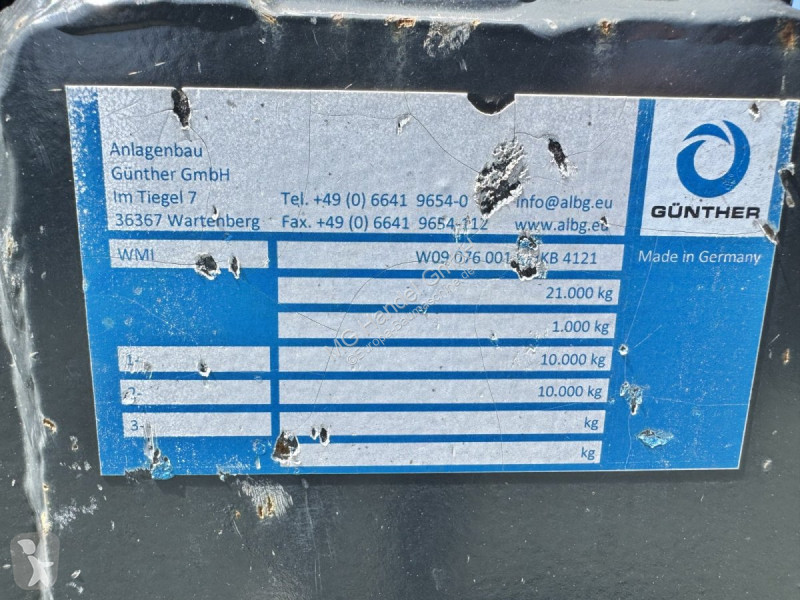 Anlagenbau
Günther GmbH
Im Tiegel 7
36367 Wartenberg
Tel. +49 (0) 6641 9654-0
Fax. +49 (0) 6641 9654-112
info@albg.eu
www.albg.eu
GÜNTHER
Made in Germany
WMI
W09 076 001 KB 4121
21.000 kg
1.000 kg
1- 10.000 kg
2- 10.000 kg
3- kg
kg